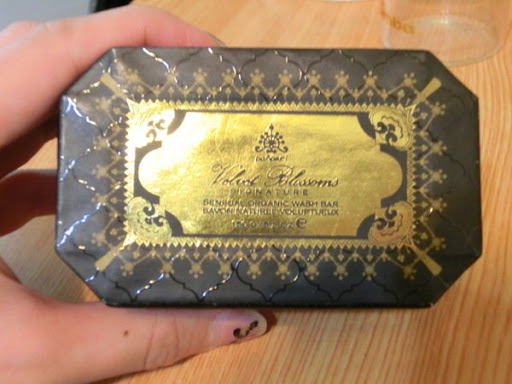 Velvet Blossoms
SIGNATURE
SENSUAL ORGANIC WASH BAR
SAVON NATUREL VOLUPTUEUX